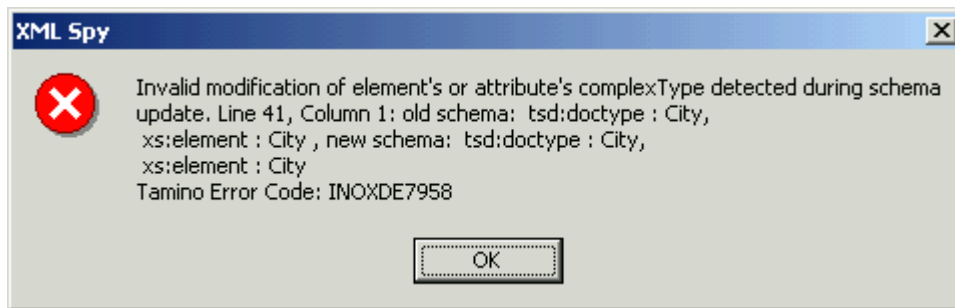 XML Spy
Invalid modification of element's or attribute's complexType detected during schema
update. Line 41, Column 1: old schema: tsd:doctype : City,
xs:element : City , new schema: tsd:doctype : City,
xs:element : City
Tamino Error Code: INOXDE7958
OK